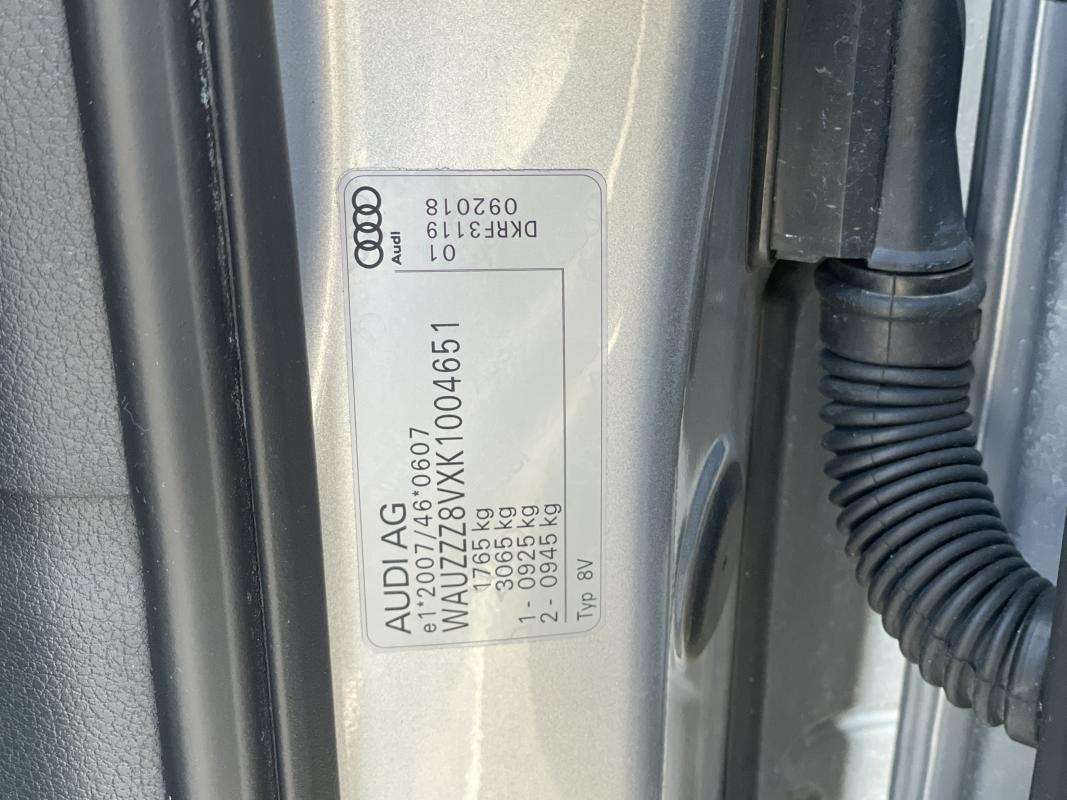 AUDI AG
e1*2007/46*0607
WAUZZZ8VXK1004651
1765 kg
3065 kg
1 - 0925 kg
2 - 0945 kg
Typ 8V
Audi
01
DKRF3119
092018